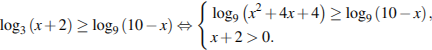 log₃ (x+2) ≥ log₉ (10−x) ⇔ { log₉ (x²+4x+4) ≥ log₉ (10−x),
x+2 > 0.